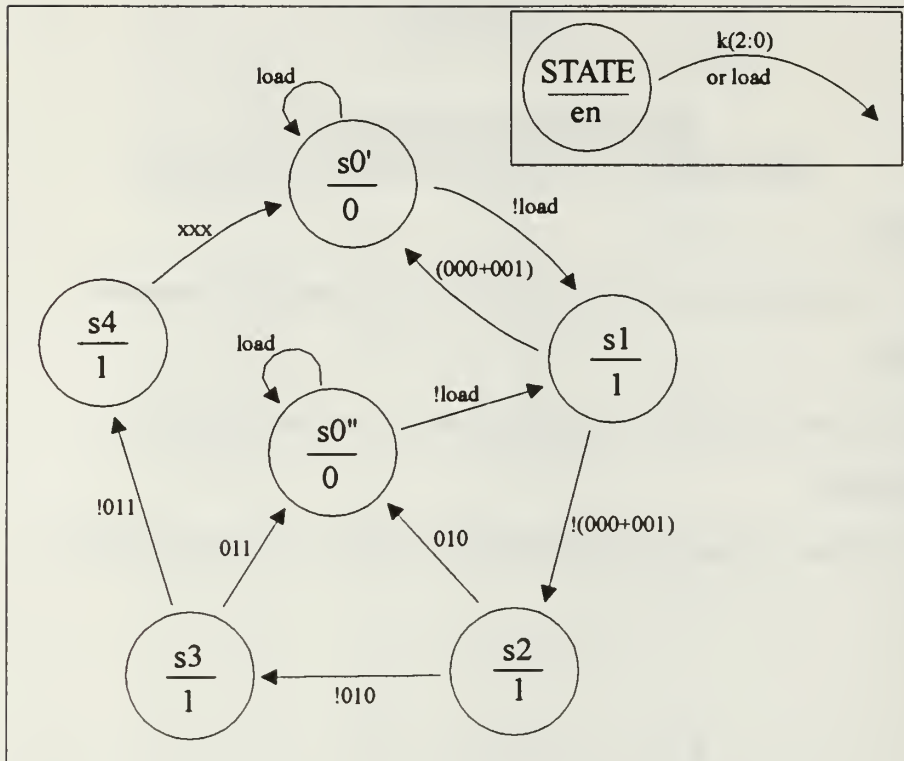 k(2:0)
STATE
en
or load
load
s0'
0
!load
xxx
(000+001)
s4
1
s1
1
load
!load
s0"
0
!011
011
010
!(000+001)
s3
1
!010
s2
1